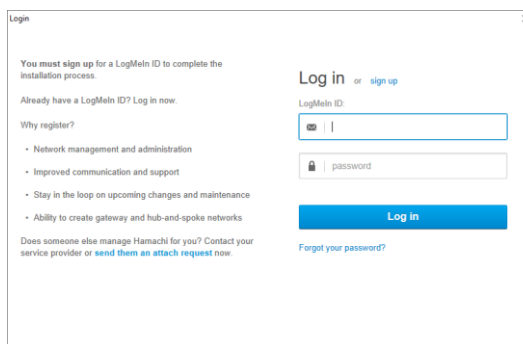 Login
You must sign up for a LogMeIn ID to complete the
installation process.
Already have a LogMeIn ID? Log in now.
Why register?
• Network management and administration
• Improved communication and support
• Stay in the loop on upcoming changes and maintenance
• Ability to create gateway and hub-and-spoke networks
Does someone else manage Hamachi for you? Contact your
service provider or send them an attach request now.
Log in or sign up
LogMeIn ID:
password
Log in
Forgot your password?